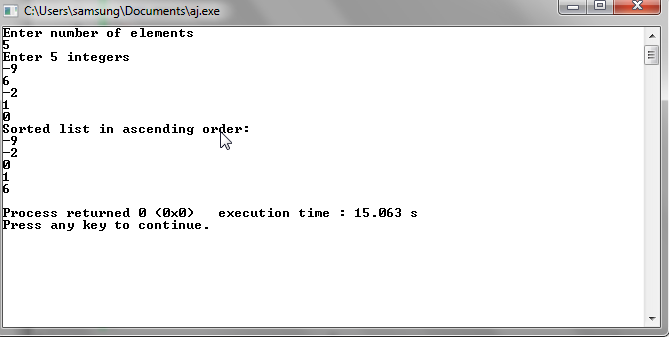 C:\Users\samsung\Documents\aj.exe
Enter number of elements
5
Enter 5 integers
-9
6
-2
1
0
Sorted list in ascending order:
-9
-2
0
1
6
Process returned 0 (0x0)   execution time : 15.063 s
Press any key to continue.